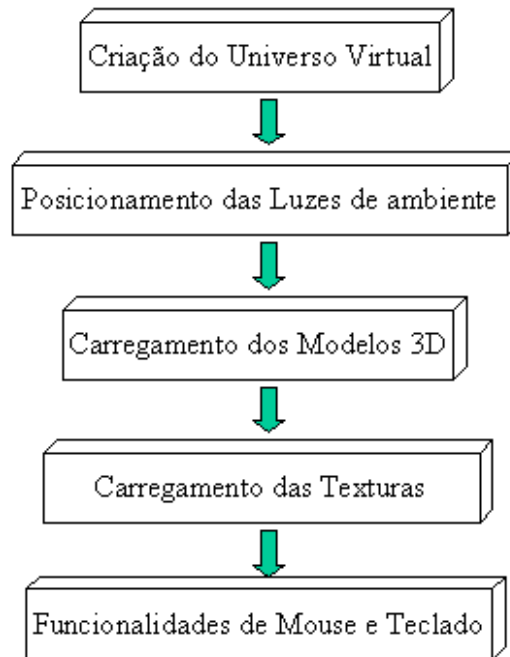 Criação do Universo Virtual
Posicionamento das Luzes de ambiente
Carregamento dos Modelos 3D
Carregamento das Texturas
Funcionalidades de Mouse e Teclado